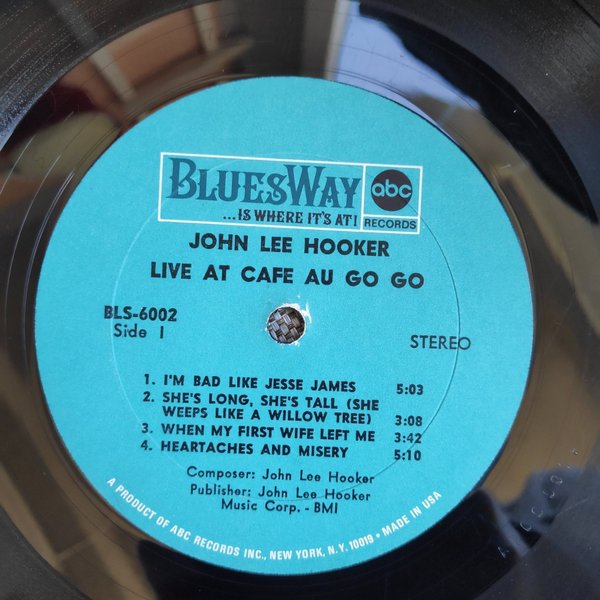 BLUESWAY
abc
...IS WHERE IT'S AT!
RECORDS
JOHN LEE HOOKER
LIVE AT CAFE AU GO GO
BLS-6002
Side I
STEREO
1. I'M BAD LIKE JESSE JAMES 5:03
2. SHE'S LONG, SHE'S TALL (SHE
WEEPS LIKE A WILLOW TREE) 3:08
3. WHEN MY FIRST WIFE LEFT ME 3:42
4. HEARTACHES AND MISERY 5:10
Composer: John Lee Hooker
Publisher: John Lee Hooker
Music Corp. - BMI
A PRODUCT OF ABC RECORDS INC., NEW YORK, N.Y. 10019 • MADE IN USA